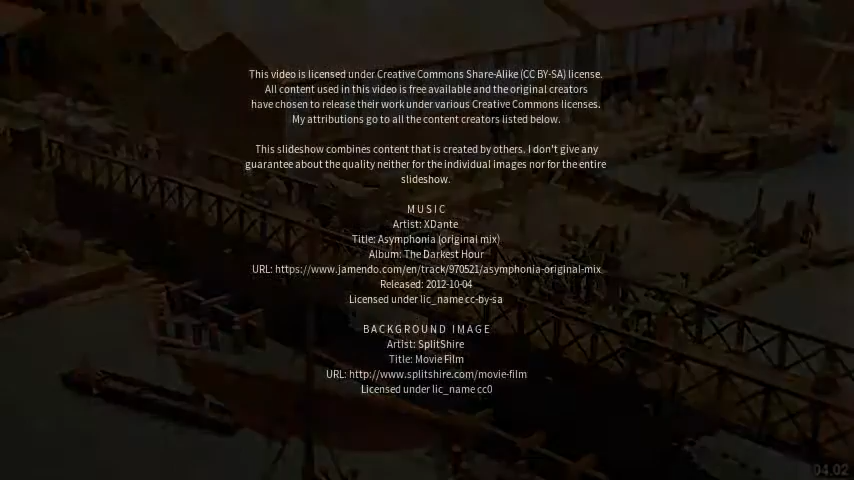 This video is licensed under Creative Commons Share-Alike (CC BY-SA) license.
All content used in this video is free available and the original creators
have chosen to release their work under various Creative Commons licenses.
My attributions go to all the content creators listed below.
This slideshow combines content that is created by others. I don't give any
guarantee about the quality neither for the individual images nor for the entire
slideshow.
MUSIC
Artist: XDante
Title: Asymphonia (original mix)
Album: The Darkest Hour
URL: https://www.jamendo.com/en/track/970521/asymphonia-original-mix
Released: 2012-10-04
Licensed under lic_name cc-by-sa
BACKGROUND IMAGE
Artist: SplitShire
Title: Movie Film
URL: http://www.splitshire.com/movie-film
Licensed under lic_name cc0
04.02